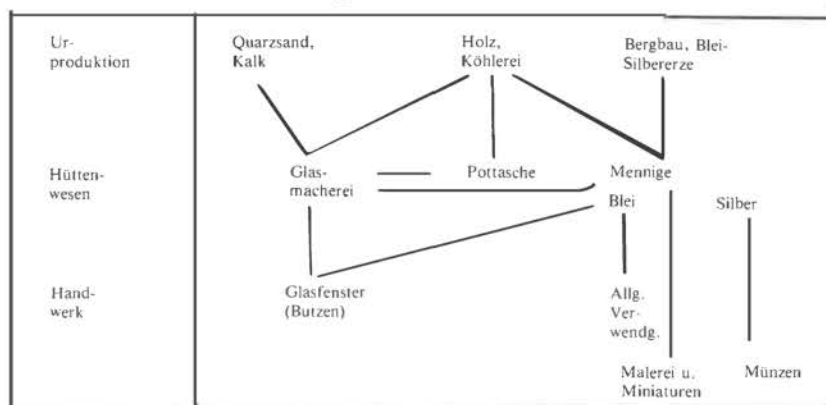 Ur-
produktion
Quarzsand,
Kalk
Holz,
Köhlerei
Bergbau, Blei-
Silbererze
Hütten-
wesen
Glas-
macherei
Pottasche
Mennige
Blei
Silber
Hand-
werk
Glasfenster
(Butzen)
Allg.
Ver-
wendg.
Malerei u.
Miniaturen
Münzen